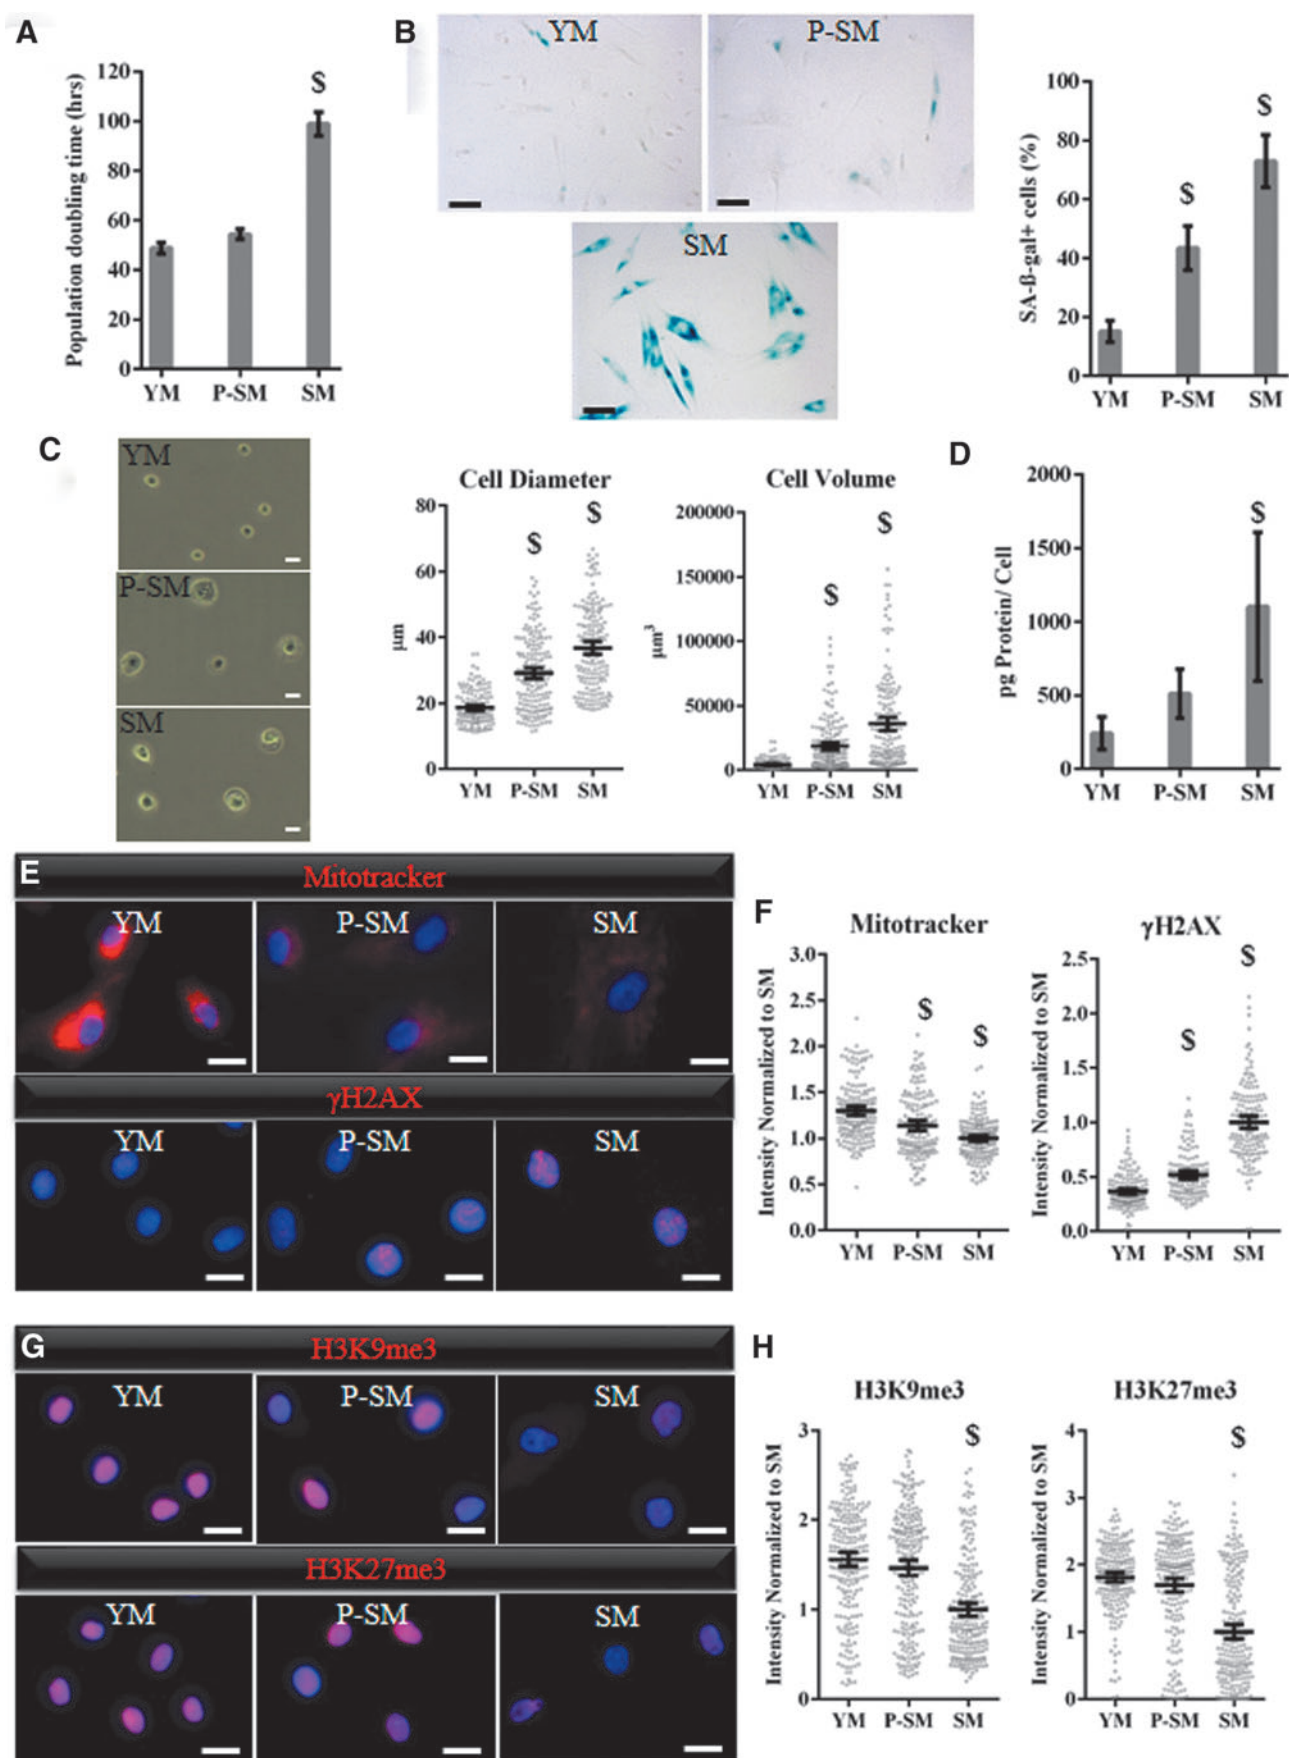 A
Population doubling time (hrs)
120
100
80
60
40
20
0
$
YM P-SM SM
B
YM
P-SM
SM
SA-ß-gal+ cells (%)
100
80
60
40
20
0
$
$
YM P-SM SM
C
YM
P-SM
SM
Cell Diameter
µm
80
60
40
20
0
$
$
YM P-SM SM
Cell Volume
µm³
200000
150000
100000
50000
0
$
$
YM P-SM SM
D
pg Protein/ Cell
2000
1500
1000
500
0
$
YM P-SM SM
E
Mitotracker
YM P-SM SM
γH2AX
YM P-SM SM
F
Mitotracker
Intensity Normalized to SM
3.0
2.5
2.0
1.5
1.0
0.5
0.0
$
$
YM P-SM SM
γH2AX
Intensity Normalized to SM
2.5
2.0
1.5
1.0
0.5
0.0
$
$
YM P-SM SM
G
H3K9me3
YM P-SM SM
H3K27me3
YM P-SM SM
H
H3K9me3
Intensity Normalized to SM
3
2
1
0
$
YM P-SM SM
H3K27me3
Intensity Normalized to SM
4
3
2
1
0
$
YM P-SM SM